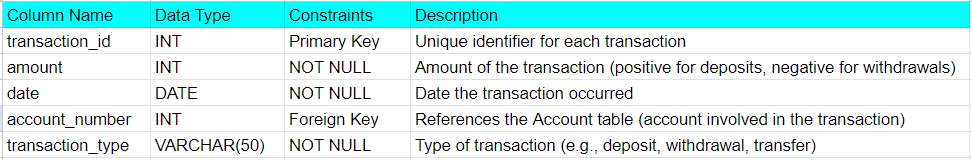 Column Name Data Type Constraints Description
transaction_id INT Primary Key Unique identifier for each transaction
amount INT NOT NULL Amount of the transaction (positive for deposits, negative for withdrawals)
date DATE NOT NULL Date the transaction occurred
account_number INT Foreign Key References the Account table (account involved in the transaction)
transaction_type VARCHAR(50) NOT NULL Type of transaction (e.g., deposit, withdrawal, transfer)